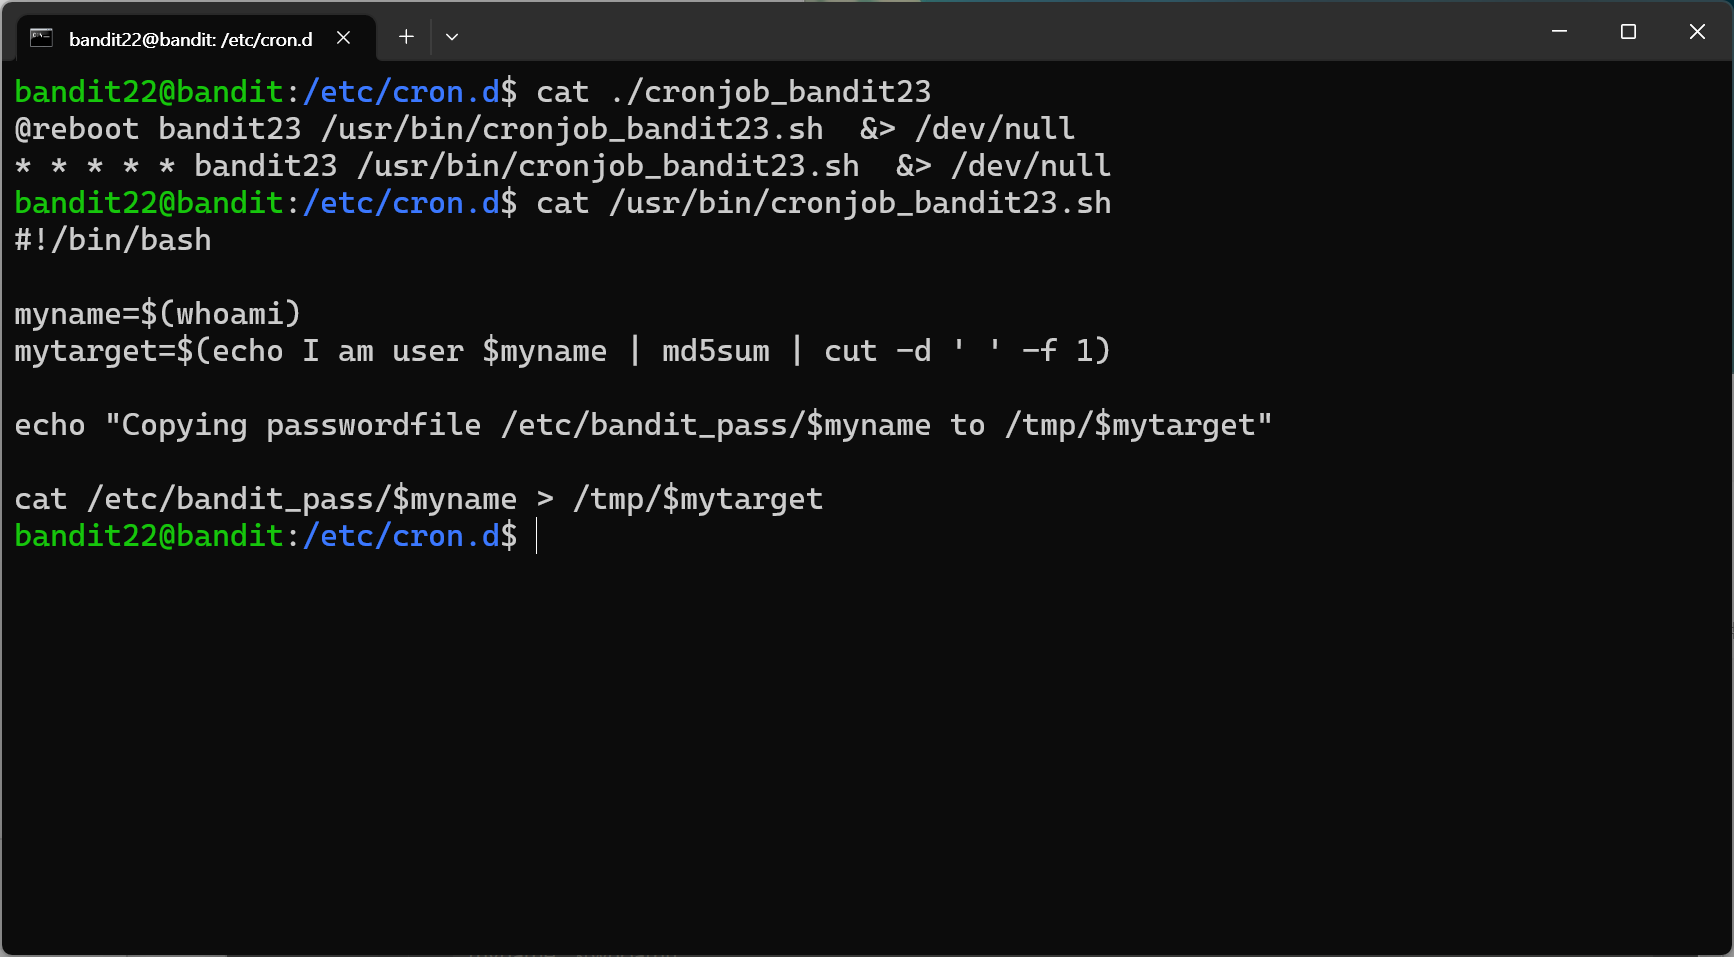 bandit22@bandit: /etc/cron.d
bandit22@bandit:/etc/cron.d$ cat ./cronjob_bandit23
@reboot bandit23 /usr/bin/cronjob_bandit23.sh  &> /dev/null
* * * * * bandit23 /usr/bin/cronjob_bandit23.sh  &> /dev/null
bandit22@bandit:/etc/cron.d$ cat /usr/bin/cronjob_bandit23.sh
#!/bin/bash

myname=$(whoami)
mytarget=$(echo I am user $myname | md5sum | cut -d ' ' -f 1)

echo "Copying passwordfile /etc/bandit_pass/$myname to /tmp/$mytarget"

cat /etc/bandit_pass/$myname > /tmp/$mytarget
bandit22@bandit:/etc/cron.d$